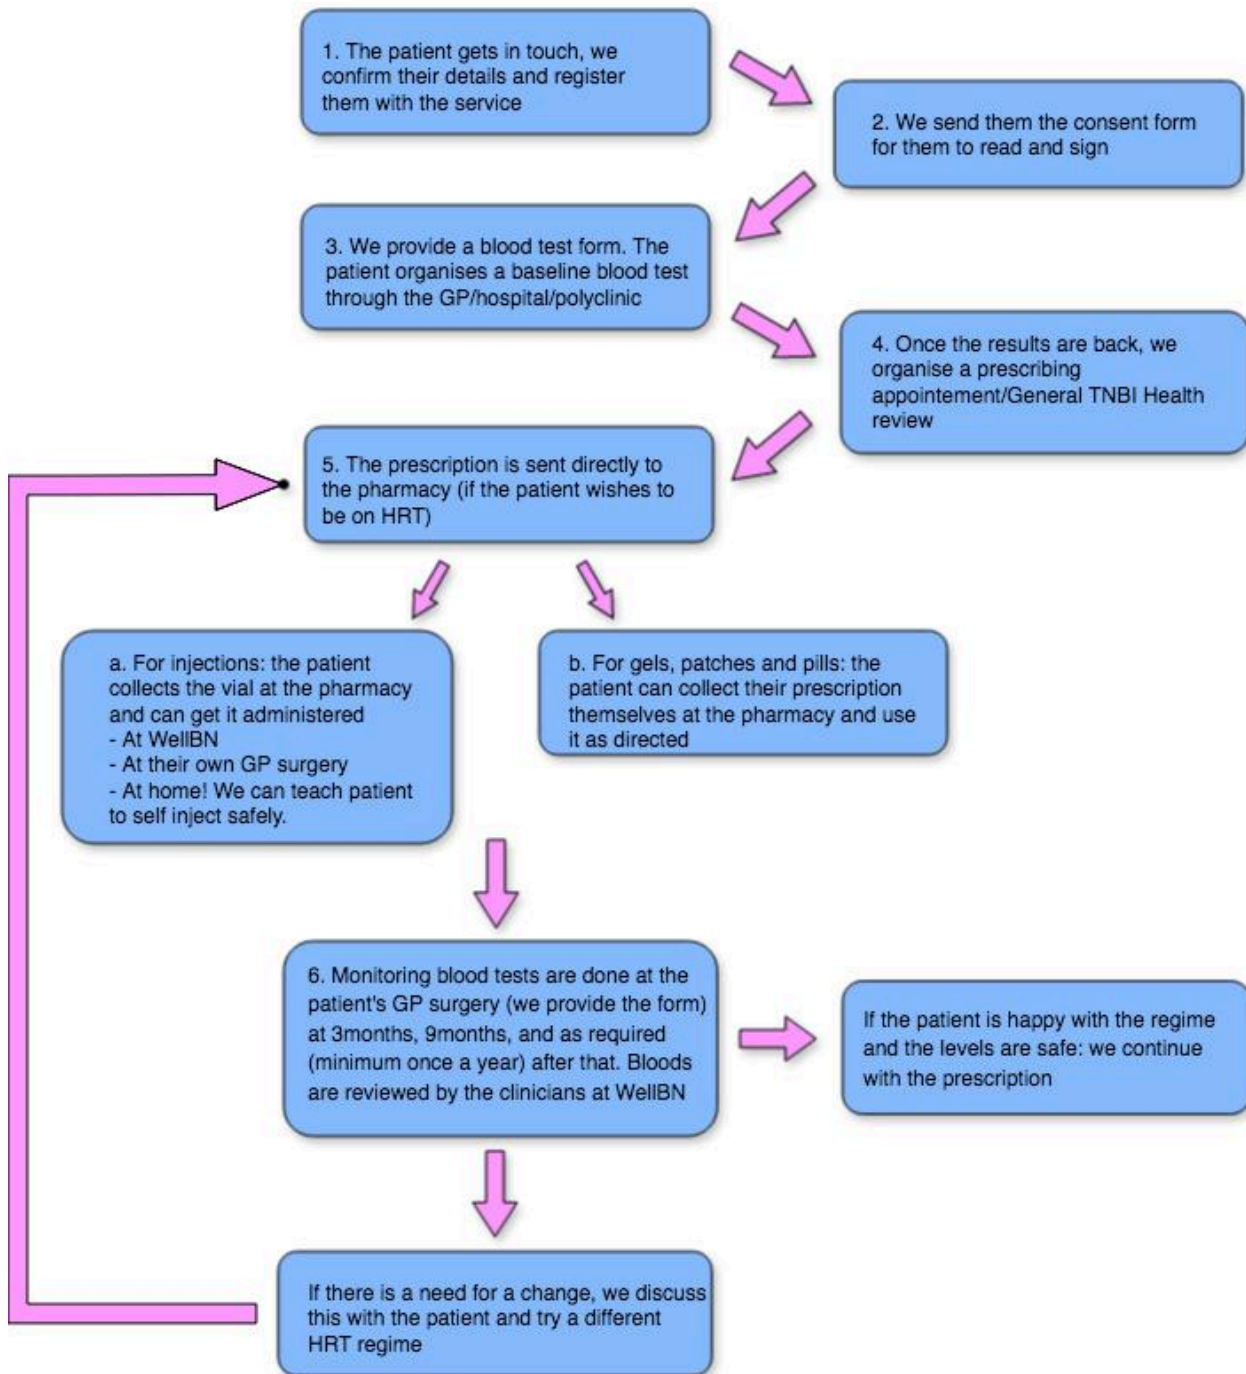 1. The patient gets in touch, we
confirm their details and register
them with the service
2. We send them the consent form
for them to read and sign
3. We provide a blood test form. The
patient organises a baseline blood test
through the GP/hospital/polyclinic
4. Once the results are back, we
organise a prescribing
appointement/General TNBI Health
review
5. The prescription is sent directly to
the pharmacy (if the patient wishes to
be on HRT)
a. For injections: the patient
collects the vial at the pharmacy
and can get it administered
- At WellBN
- At their own GP surgery
- At home! We can teach patient
to self inject safely.
b. For gels, patches and pills: the
patient can collect their prescription
themselves at the pharmacy and use
it as directed
6. Monitoring blood tests are done at the
patient's GP surgery (we provide the form)
at 3months, 9months, and as required
(minimum once a year) after that. Bloods
are reviewed by the clinicians at WellBN
If the patient is happy with the regime
and the levels are safe: we continue
with the prescription
If there is a need for a change, we discuss
this with the patient and try a different
HRT regime